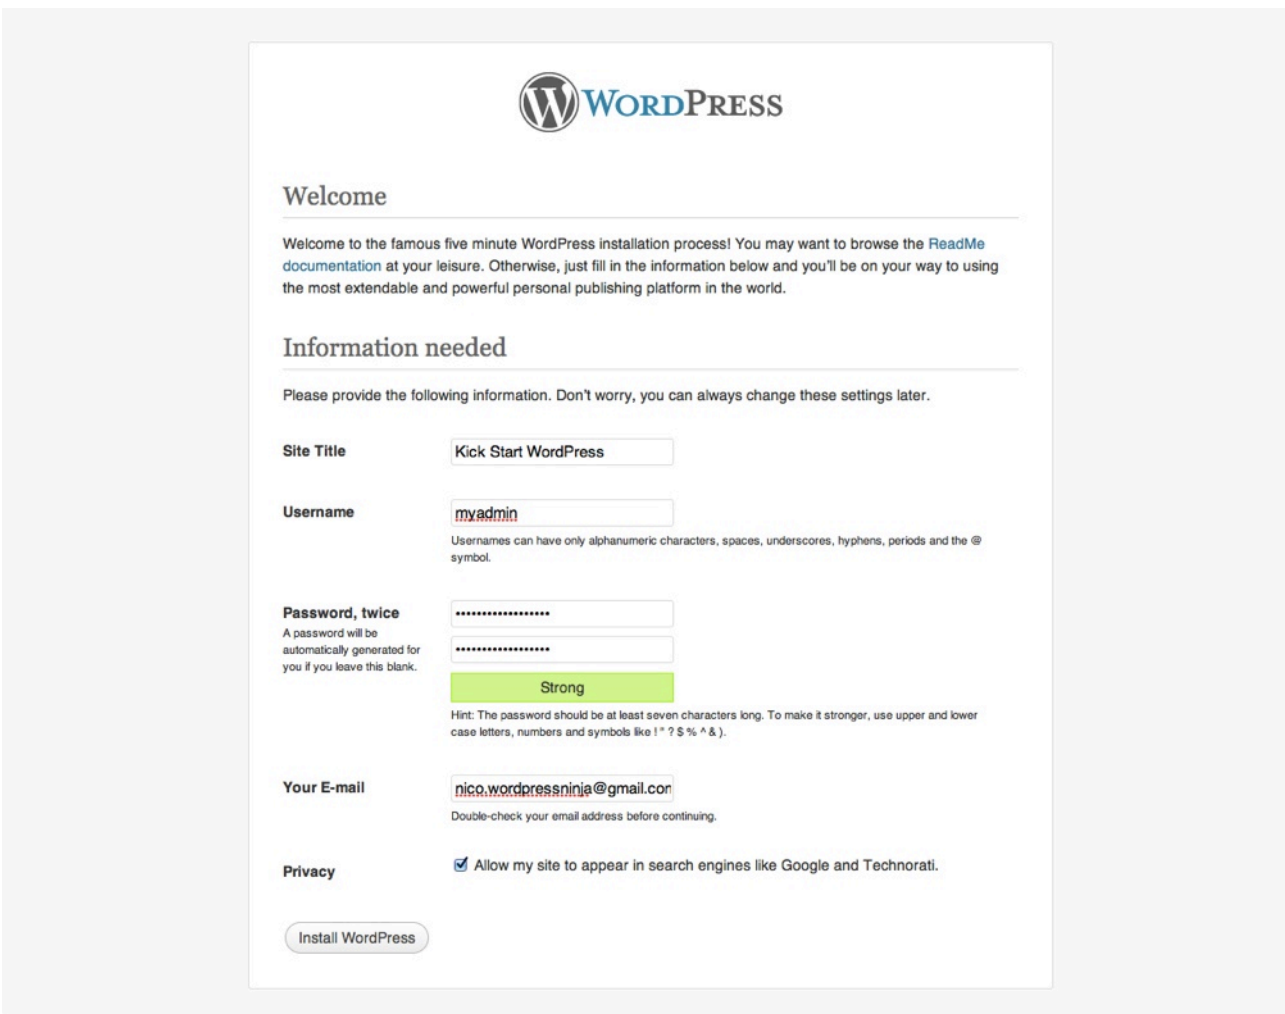 WORDPRESS
Welcome
Welcome to the famous five minute WordPress installation process! You may want to browse the ReadMe
documentation at your leisure. Otherwise, just fill in the information below and you'll be on your way to using
the most extendable and powerful personal publishing platform in the world.
Information needed
Please provide the following information. Don't worry, you can always change these settings later.
Site Title
Kick Start WordPress
Username
myadmin
Usernames can have only alphanumeric characters, spaces, underscores, hyphens, periods and the @
symbol.
Password, twice
A password will be
automatically generated for
you if you leave this blank.
••••••••••••••••••
••••••••••••••••••
Strong
Hint: The password should be at least seven characters long. To make it stronger, use upper and lower
case letters, numbers and symbols like ! " ? $ % ^ & ).
Your E-mail
nico.wordpressninja@gmail.con
Double-check your email address before continuing.
Privacy
Allow my site to appear in search engines like Google and Technorati.
Install WordPress